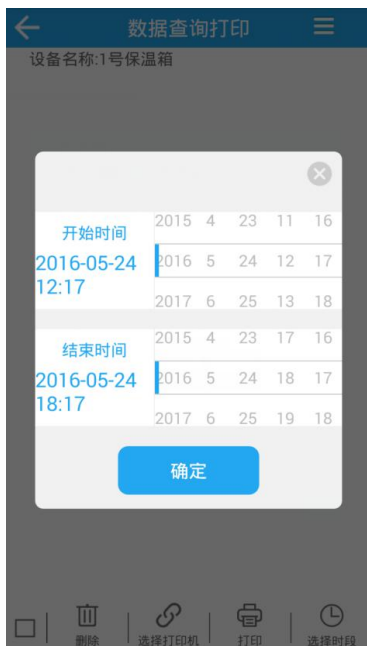 数据查询打印
设备名称:1号保温箱
开始时间
2016-05-24
12:17
2015 4 23 11 16
2016 5 24 12 17
2017 6 25 13 18
结束时间
2016-05-24
18:17
2015 4 23 17 16
2016 5 24 18 17
2017 6 25 19 18
确定
删除 选择打印机 打印 选择时段